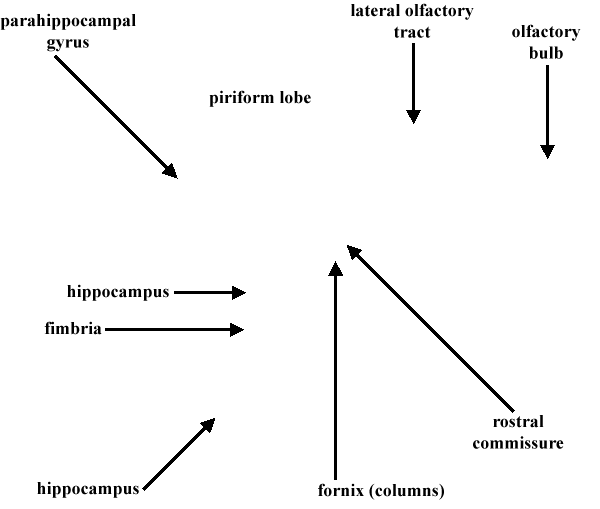 parahippocampal
gyrus
lateral olfactory
tract
olfactory
bulb
piriform lobe
hippocampus
fimbria
rostral
commissure
hippocampus
fornix (columns)